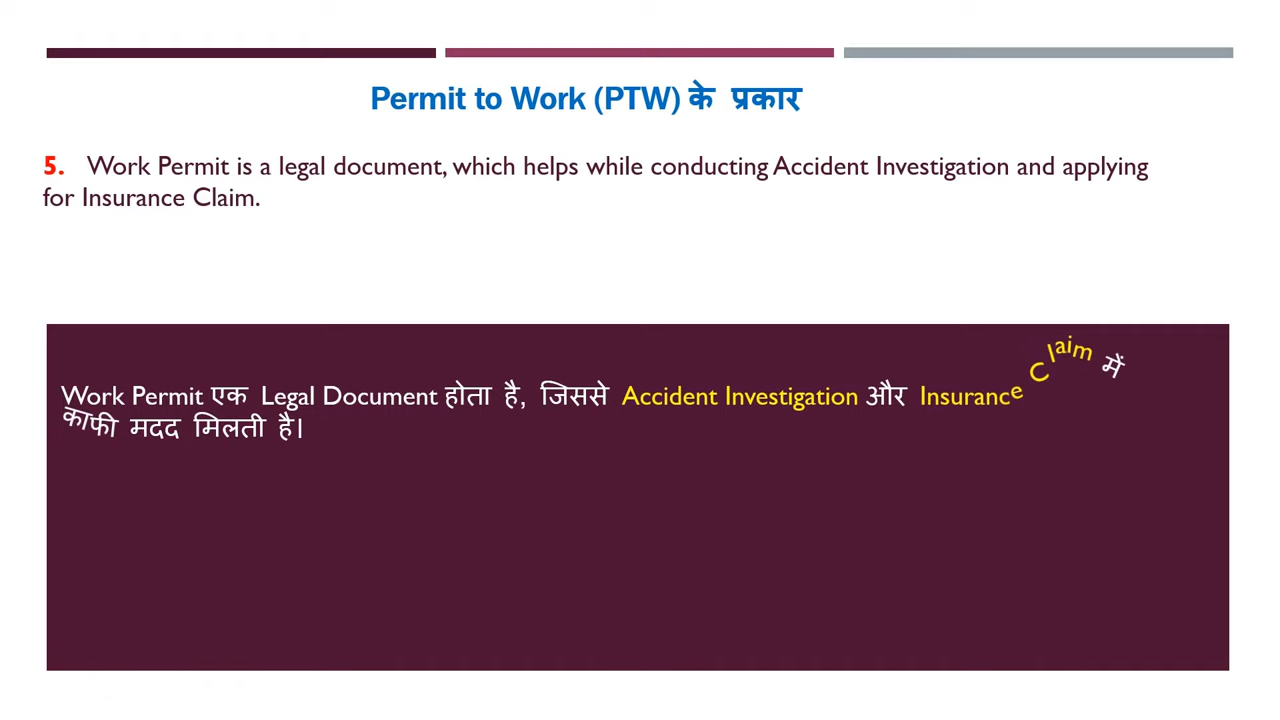 Permit to Work (PTW) के प्रकार
5. Work Permit is a legal document, which helps while conducting Accident Investigation and applying
for Insurance Claim.
Work Permit एक Legal Document होता है, जिससे Accident Investigation और Insurance Claim में
काफी मदद मिलती है।